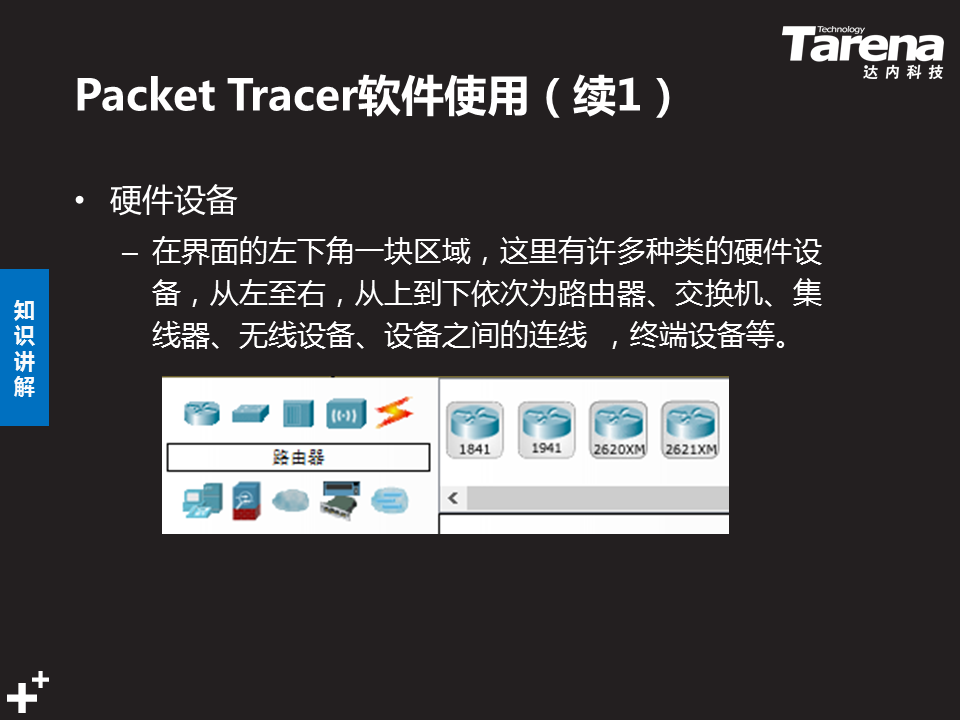 Technology
Tarena
达内科技
Packet Tracer软件使用（续1）
• 硬件设备
– 在界面的左下角一块区域，这里有许多种类的硬件设
备，从左至右，从上到下依次为路由器、交换机、集
线器、无线设备、设备之间的连线 ，终端设备等。
知
识
讲
解
路由器
1841
1941
2620XM
2621XM